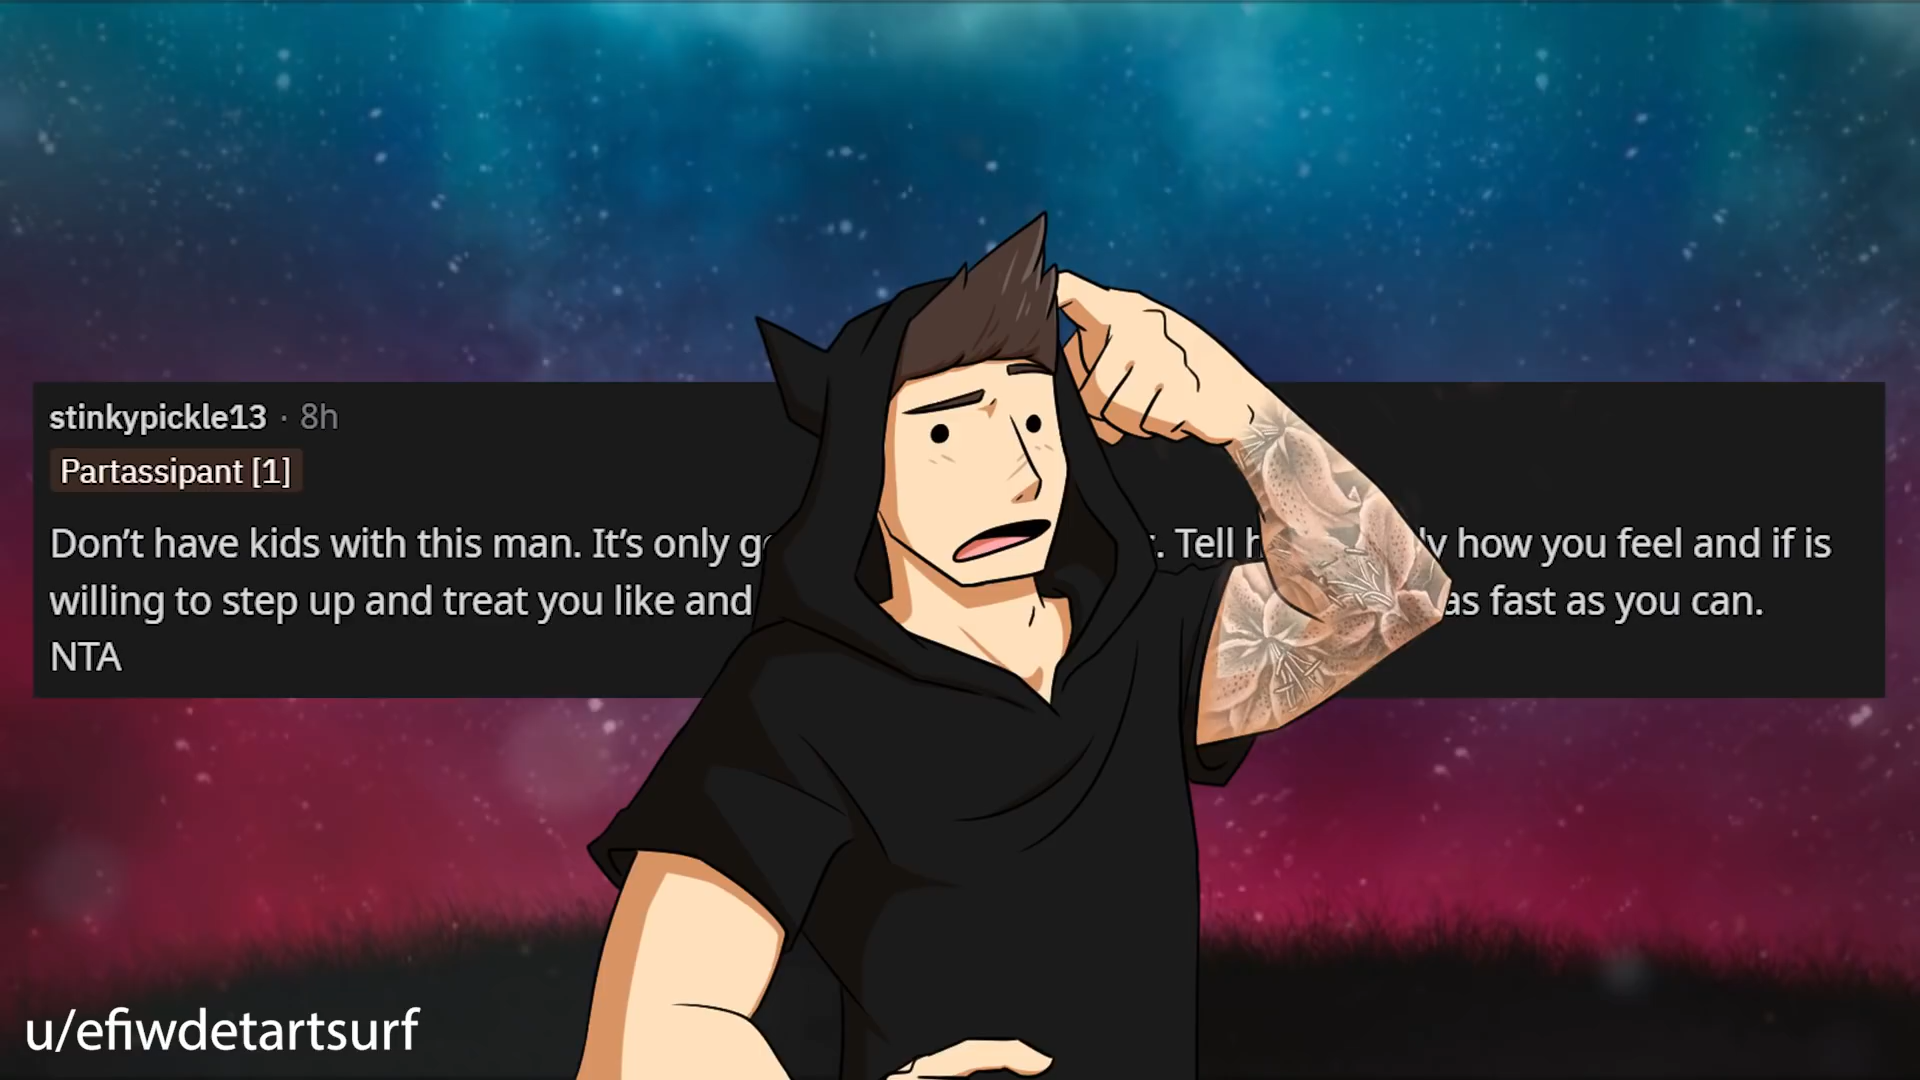 stinkypickle13 · 8h
Partassipant [1]
Don’t have kids with this man. It’s only Tell how you feel and if is
willing to step up and treat you like and as fast as you can.
NTA
u/efiwdetartsurf